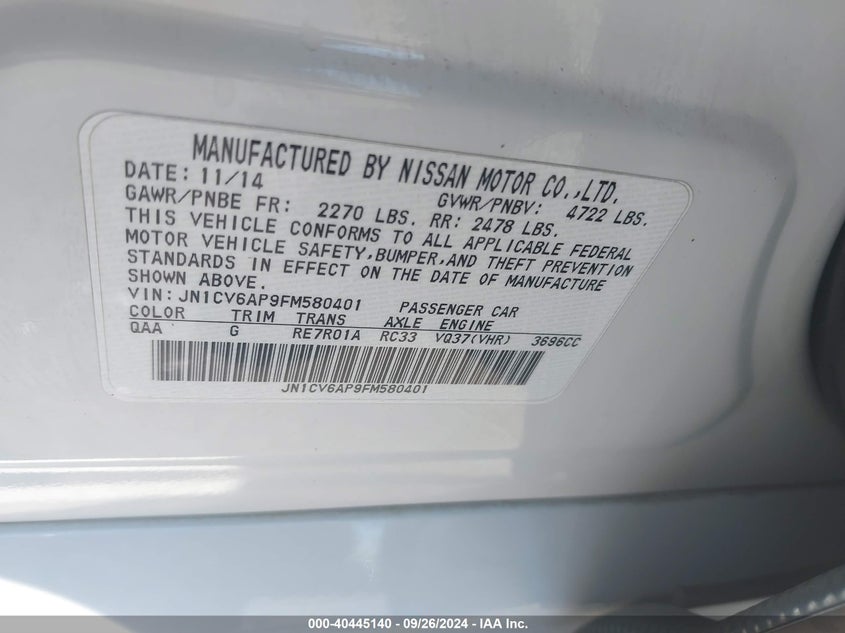 MANUFACTURED BY NISSAN MOTOR CO.,LTD.
DATE: 11/14 GVWR/PNBV: 4722 LBS.
GAWR/PNBE FR: 2270 LBS. RR: 2478 LBS.
THIS VEHICLE CONFORMS TO ALL APPLICABLE FEDERAL
MOTOR VEHICLE SAFETY,BUMPER,AND THEFT PREVENTION
STANDARDS IN EFFECT ON THE DATE OF MANUFACTURE
SHOWN ABOVE.
VIN: JN1CV6AP9FM580401 PASSENGER CAR
COLOR TRIM TRANS AXLE ENGINE
QAA G RE7R01A RC33 VQ37(VHR) 3696CC
JN1CV6AP9FM580401
000-40445140 - 09/26/2024 - IAA Inc.